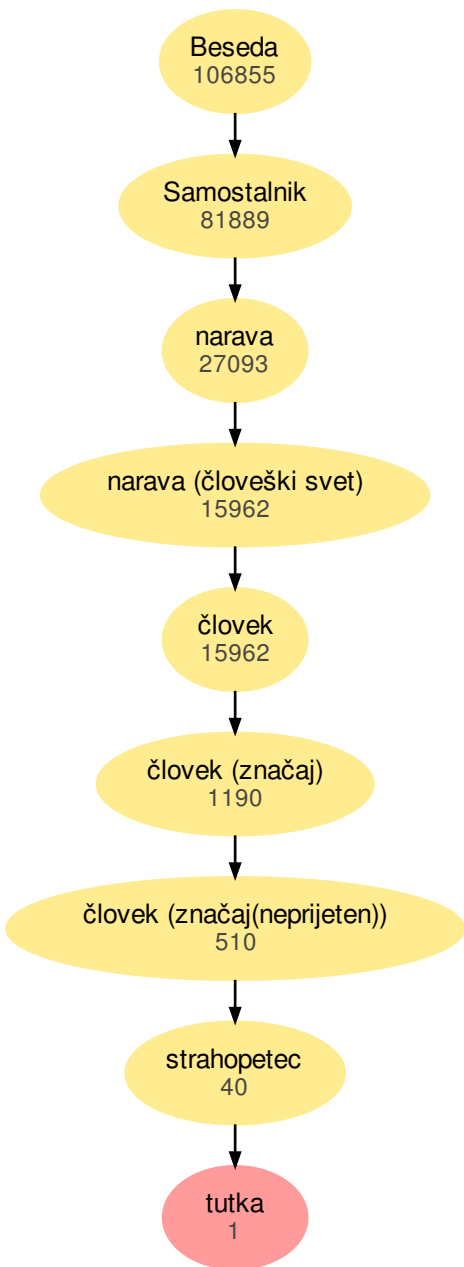 Beseda
106855
Samostalnik
81889
narava
27093
narava (človeški svet)
15962
človek
15962
človek (značaj)
1190
človek (značaj(neprijeten))
510
strahopetec
40
tutka
1